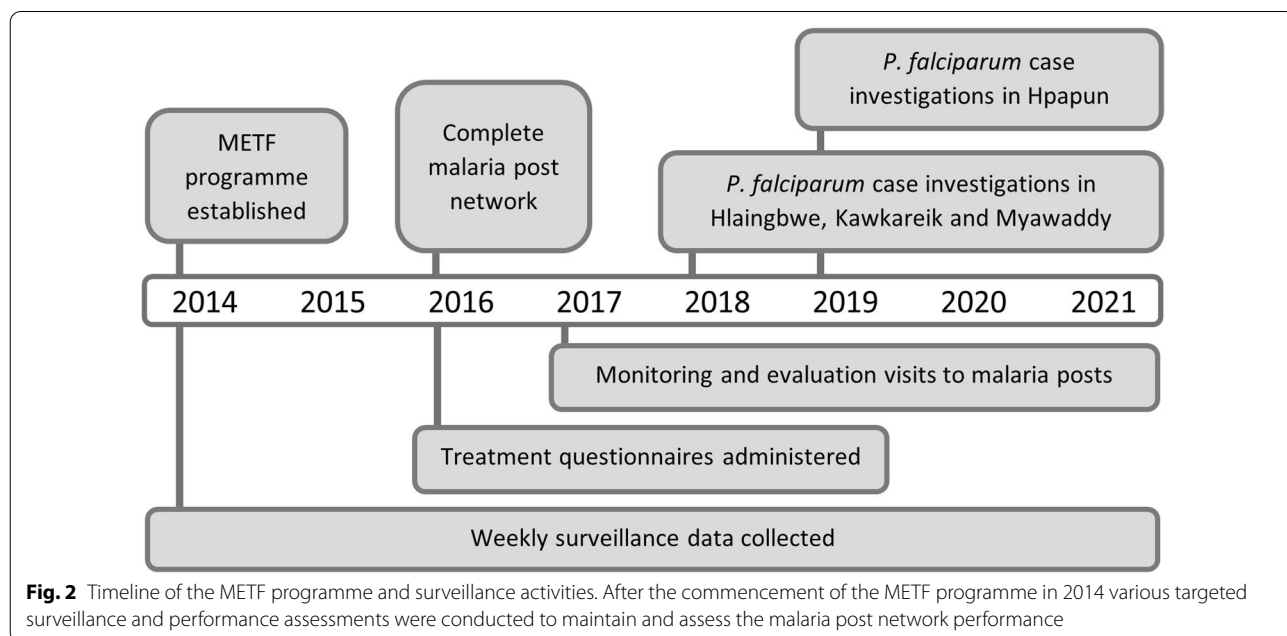 P. falciparum case
investigations in Hpapun
METF
programme
established
Complete
malaria post
network
P. falciparum case investigations in
Hlaingbwe, Kawkareik and Myawaddy
2014 2015 2016 2017 2018 2019 2020 2021
Monitoring and evaluation visits to malaria posts
Treatment questionnaires administered
Weekly surveillance data collected
Fig. 2 Timeline of the METF programme and surveillance activities. After the commencement of the METF programme in 2014 various targeted
surveillance and performance assessments were conducted to maintain and assess the malaria post network performance